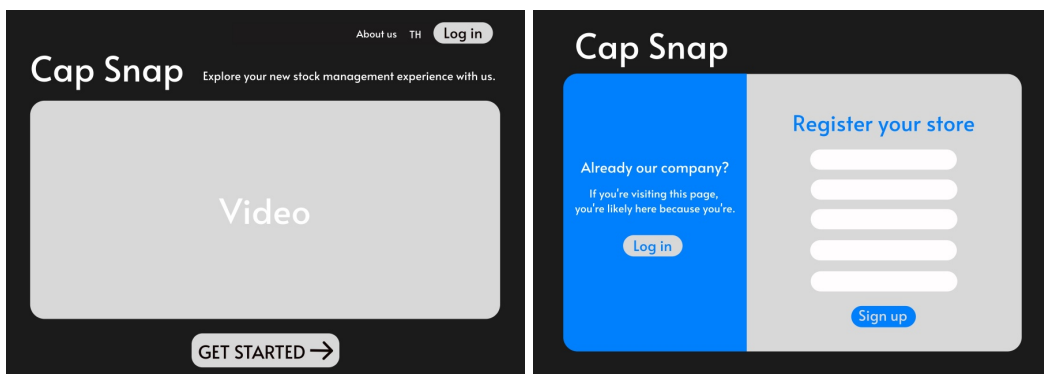 About us TH Log in
Cap Snap Explore your new stock management experience with us.
Video
GET STARTED
Cap Snap
Already our company?
If you're visiting this page,
you're likely here because you're.
Log in
Register your store
Sign up